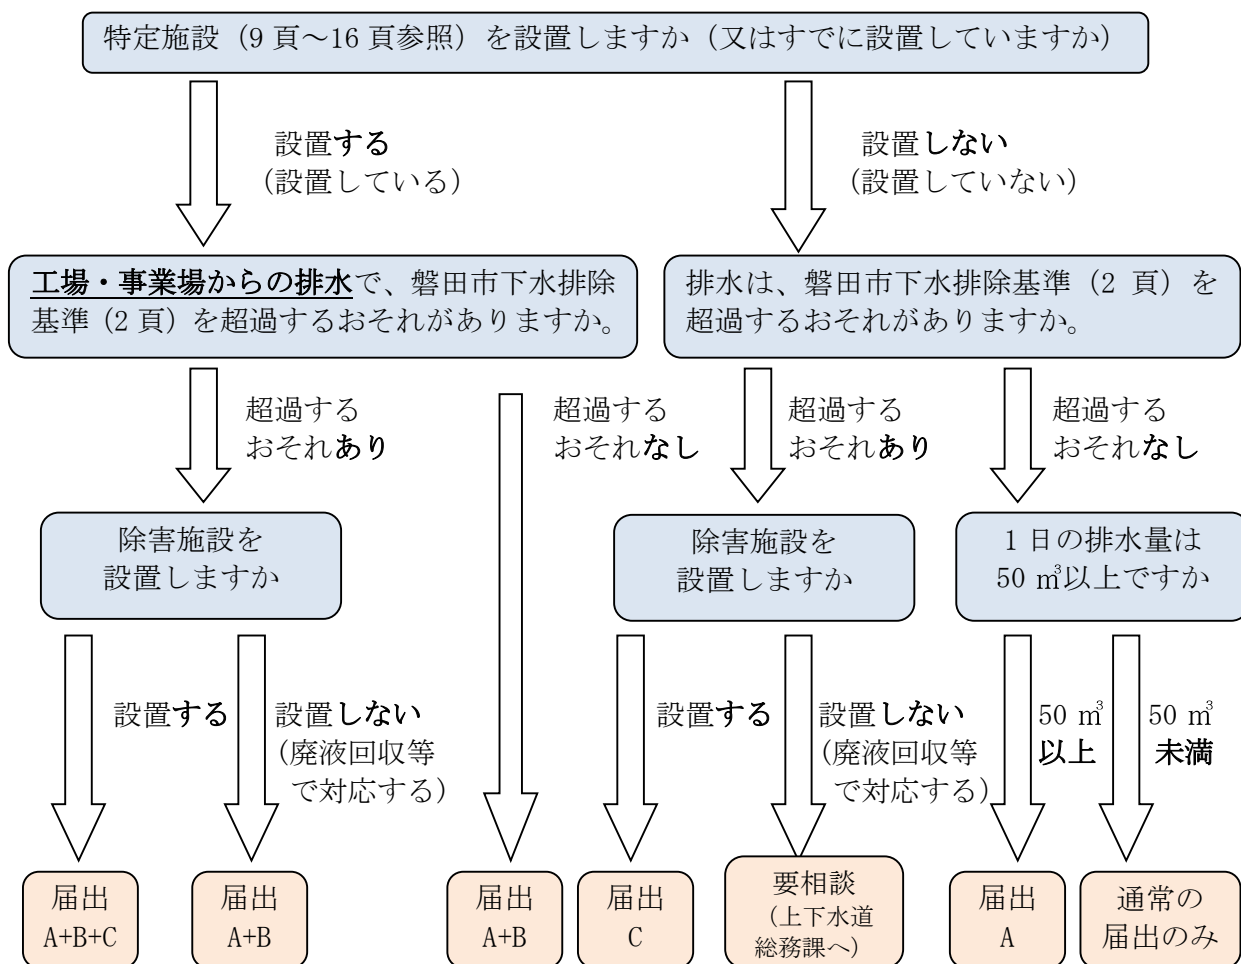 特定施設（9 頁～16 頁参照）を設置しますか（又はすでに設置していますか）
設置する
（設置している）
設置しない
（設置していない）
工場・事業場からの排水で、磐田市下水排除
基準（2 頁）を超過するおそれがありますか。
排水は、磐田市下水排除基準（2 頁）を
超過するおそれがありますか。
超過する
おそれあり
超過する
おそれなし
超過する
おそれあり
超過する
おそれなし
除害施設を
設置しますか
除害施設を
設置しますか
1 日の排水量は
50 ㎥以上ですか
設置する
設置しない
（廃液回収等
で対応する）
設置する
設置しない
（廃液回収等
で対応する）
50 ㎥
以上
50 ㎥
未満
届出
A+B+C
届出
A+B
届出
A+B
届出
C
要相談
（上下水道
総務課へ）
届出
A
通常の
届出のみ